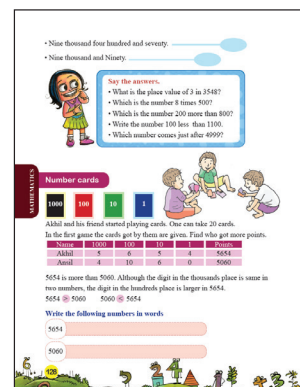 • Nine thousand four hundred and seventy.
• Nine thousand and Ninety.
Say the answers.
• What is the place value of 3 in 3548?
• Which is the number 8 times 500?
• Which is the number 200 more than 800?
• Write the number 100 less than 1100.
• Which number comes just after 4999?
MATHEMATICS
Number cards
1000 100 10 1
Akhil and his friend started playing cards. One can take 20 cards.
In the first game the cards got by them are given. Find who got more points.
Name 1000 100 10 1 Points
Akhil 5 6 5 4 5654
Amil 4 10 6 0 5060
5654 is more than 5060. Although the digit in the thousands place is same in
two numbers, the digit in the hundreds place is larger in 5654.
5654 > 5060 5060 < 5654
Write the following numbers in words
5654
5060
128